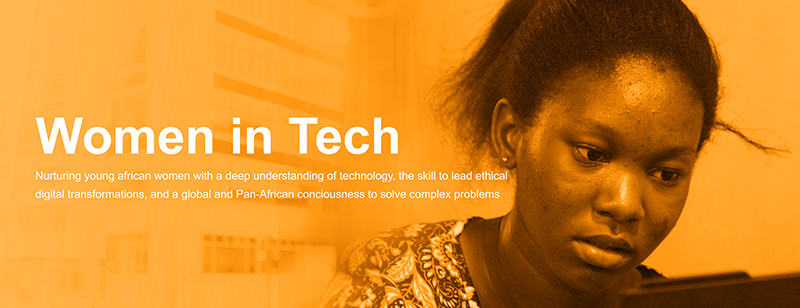 Women in Tech
Nurturing young african women with a deep understanding of technology, the skill to lead ethical
digital transformations, and a global and Pan-African conciousness to solve complex problems